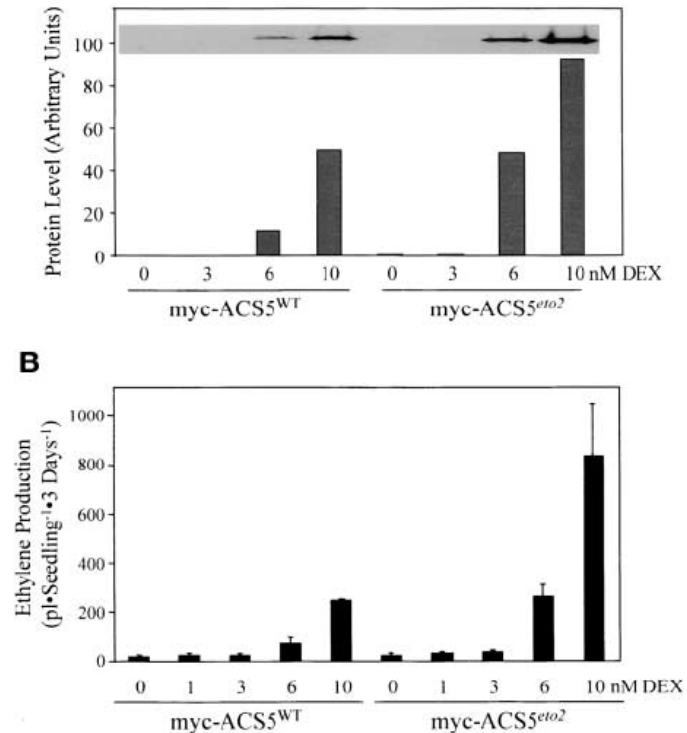 Protein Level (Arbitrary Units)
100
80
60
40
20
0
0 3 6 10 0 3 6 10 nM DEX
myc-ACS5WT myc-ACS5eto2
B
Ethylene Production
(pl•Seedling-1•3 Days-1)
1000
800
600
400
200
0
0 1 3 6 10 0 1 3 6 10 nM DEX
myc-ACS5WT myc-ACS5eto2